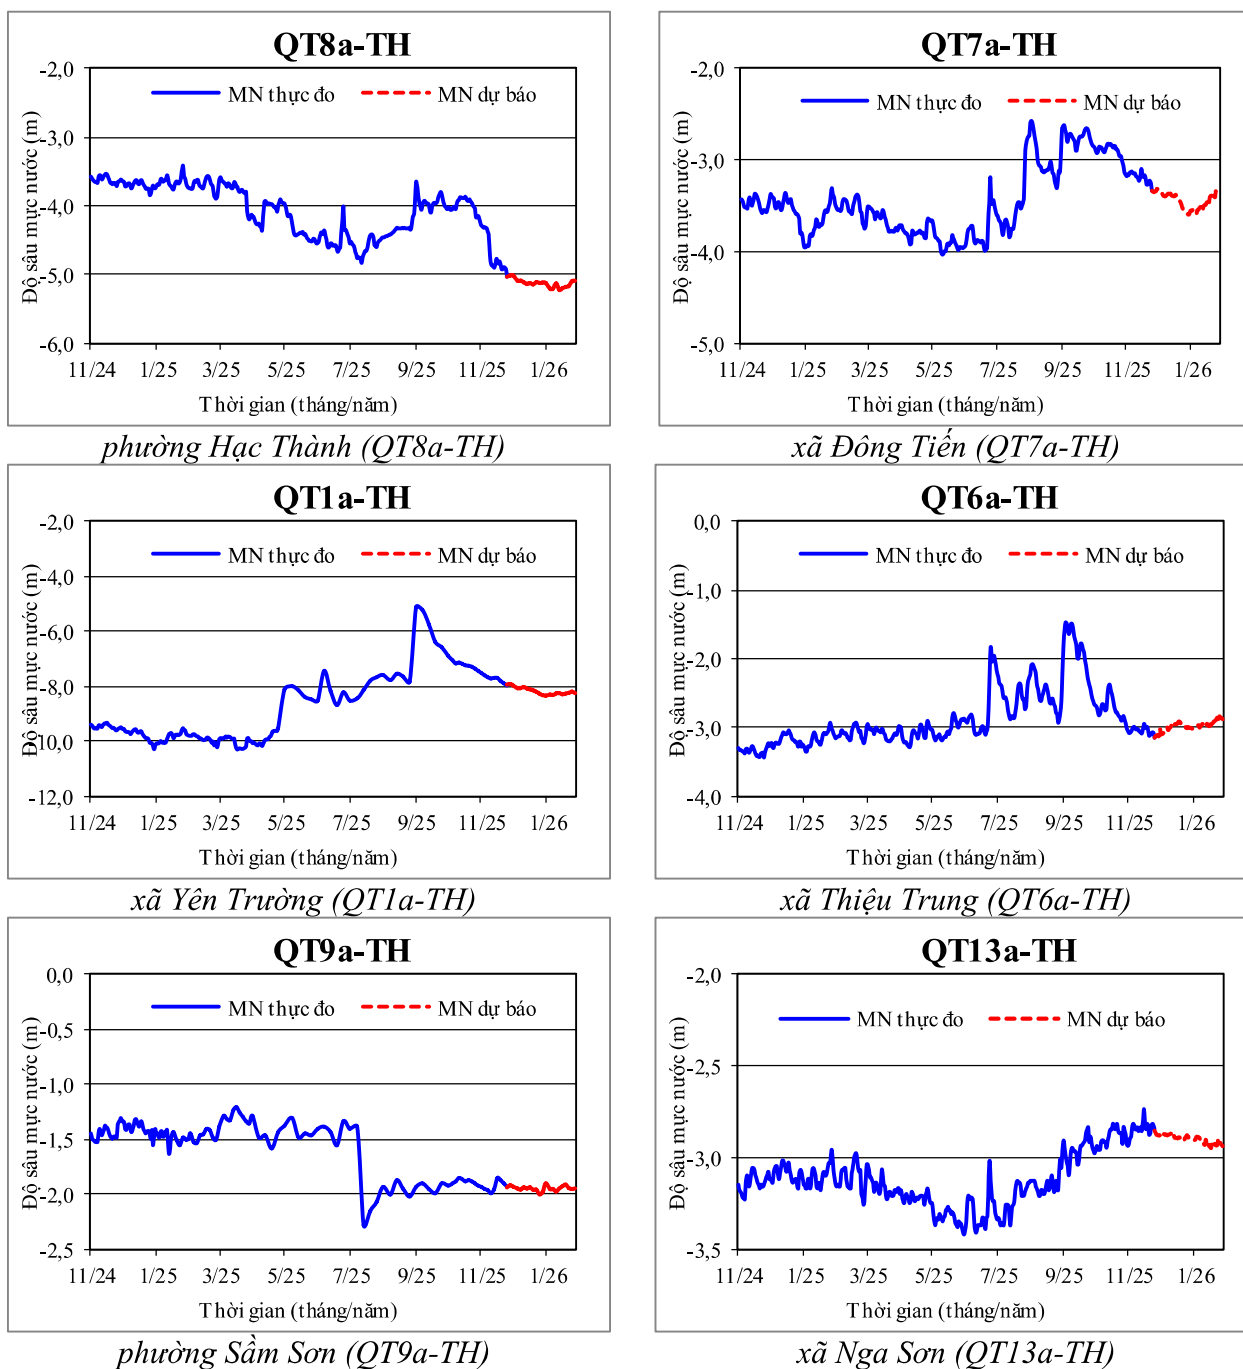 QT8a-TH
-2,0
MN thực đo
MN dự báo
-3,0
-4,0
-5,0
-6,0
Độ sâu mực nước (m)
11/24 1/25 3/25 5/25 7/25 9/25 11/25 1/26
Thời gian (tháng/năm)
phường Hạc Thành (QT8a-TH)
QT7a-TH
-2,0
MN thực đo
MN dự báo
-3,0
-4,0
-5,0
Độ sâu mực nước (m)
11/24 1/25 3/25 5/25 7/25 9/25 11/25 1/26
Thời gian (tháng/năm)
xã Đông Tiến (QT7a-TH)
QT1a-TH
-2,0
MN thực đo
MN dự báo
-4,0
-6,0
-8,0
-10,0
-12,0
Độ sâu mực nước (m)
11/24 1/25 3/25 5/25 7/25 9/25 11/25 1/26
Thời gian (tháng/năm)
xã Yên Trường (QT1a-TH)
QT6a-TH
0,0
MN thực đo
MN dự báo
-1,0
-2,0
-3,0
-4,0
Độ sâu mực nước (m)
11/24 1/25 3/25 5/25 7/25 9/25 11/25 1/26
Thời gian (tháng/năm)
xã Thiệu Trung (QT6a-TH)
QT9a-TH
0,0
MN thực đo
MN dự báo
-0,5
-1,0
-1,5
-2,0
-2,5
Độ sâu mực nước (m)
11/24 1/25 3/25 5/25 7/25 9/25 11/25 1/26
Thời gian (tháng/năm)
phường Sầm Sơn (QT9a-TH)
QT13a-TH
-2,0
MN thực đo
MN dự báo
-2,5
-3,0
-3,5
Độ sâu mực nước (m)
11/24 1/25 3/25 5/25 7/25 9/25 11/25 1/26
Thời gian (tháng/năm)
xã Nga Sơn (QT13a-TH)